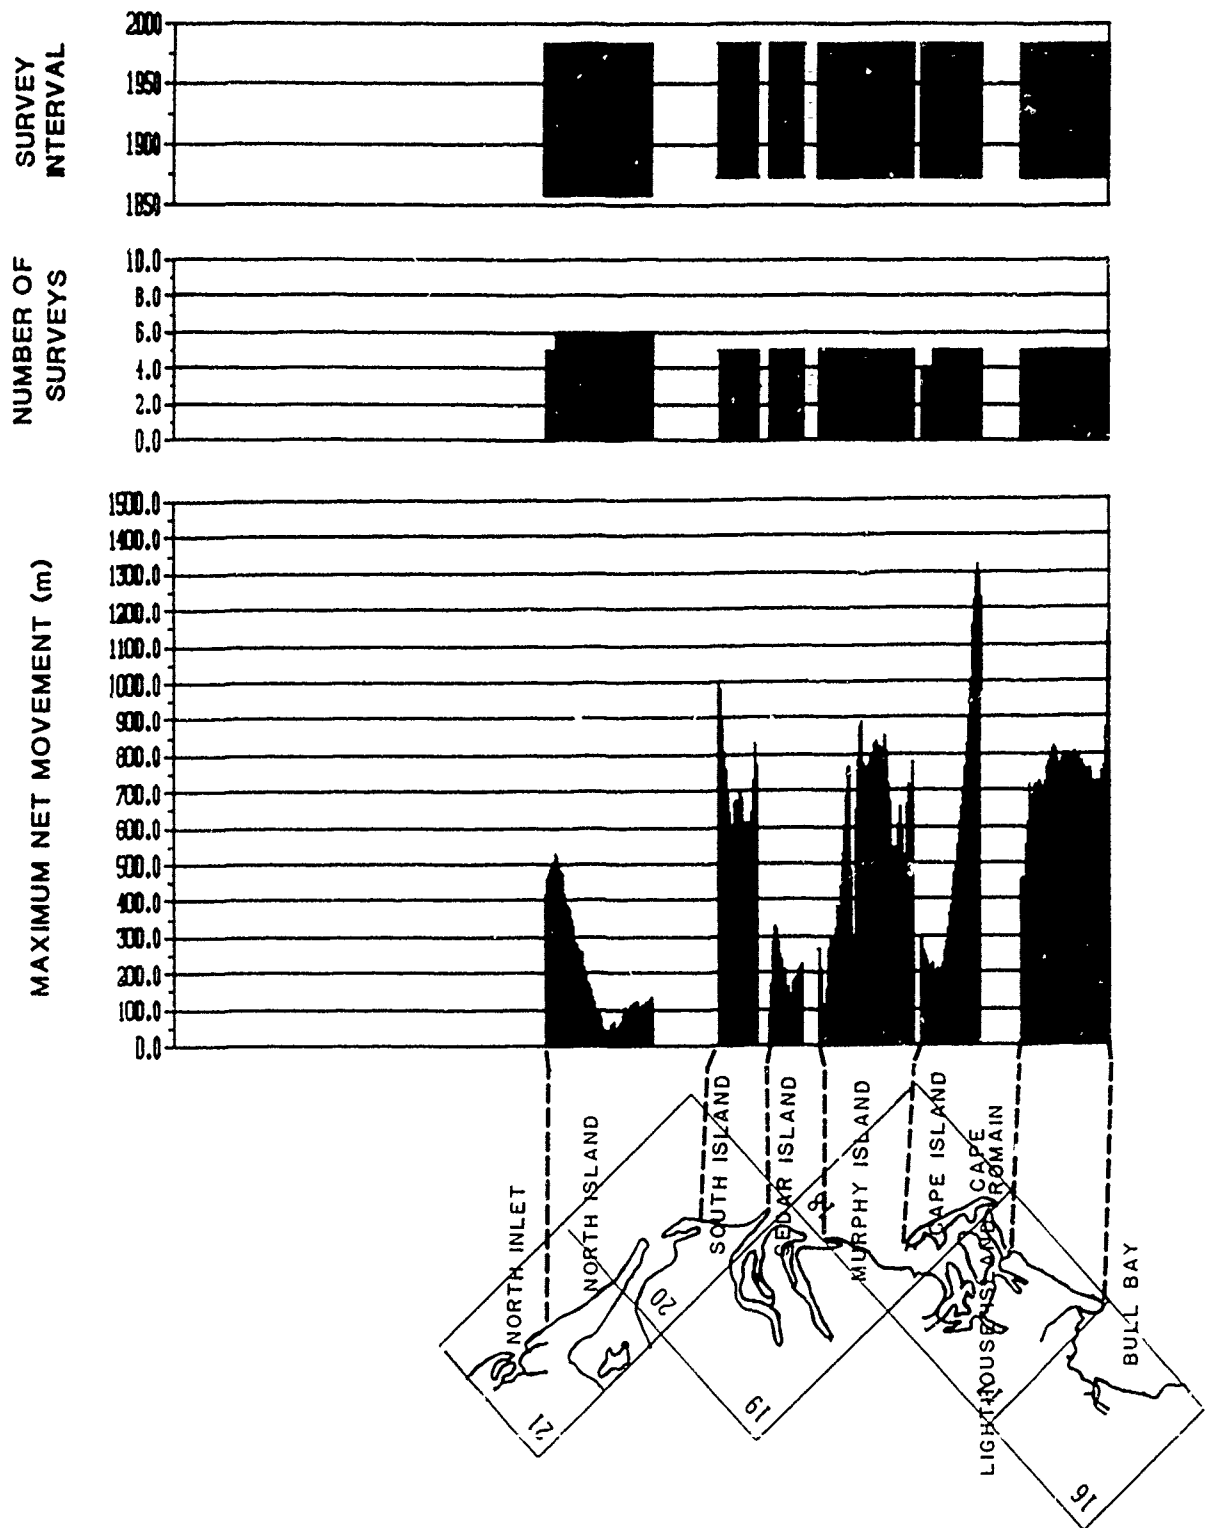 SURVEY
INTERVAL
2000
1950
1900
1850
NUMBER OF
SURVEYS
10.0
8.0
6.0
4.0
2.0
0.0
MAXIMUM NET MOVEMENT (m)
1500.0
1400.0
1300.0
1200.0
1100.0
1000.0
900.0
800.0
700.0
600.0
500.0
400.0
300.0
200.0
100.0
0.0
NORTH INLET
NORTH ISLAND
SOUTH ISLAND
CEDAR ISLAND
MURPHY ISLAND
CAPE ISLAND
CAPE
ROMAIN
LIGHTHOUSE ISLAND
BULL BAY
21
20
19
18
16